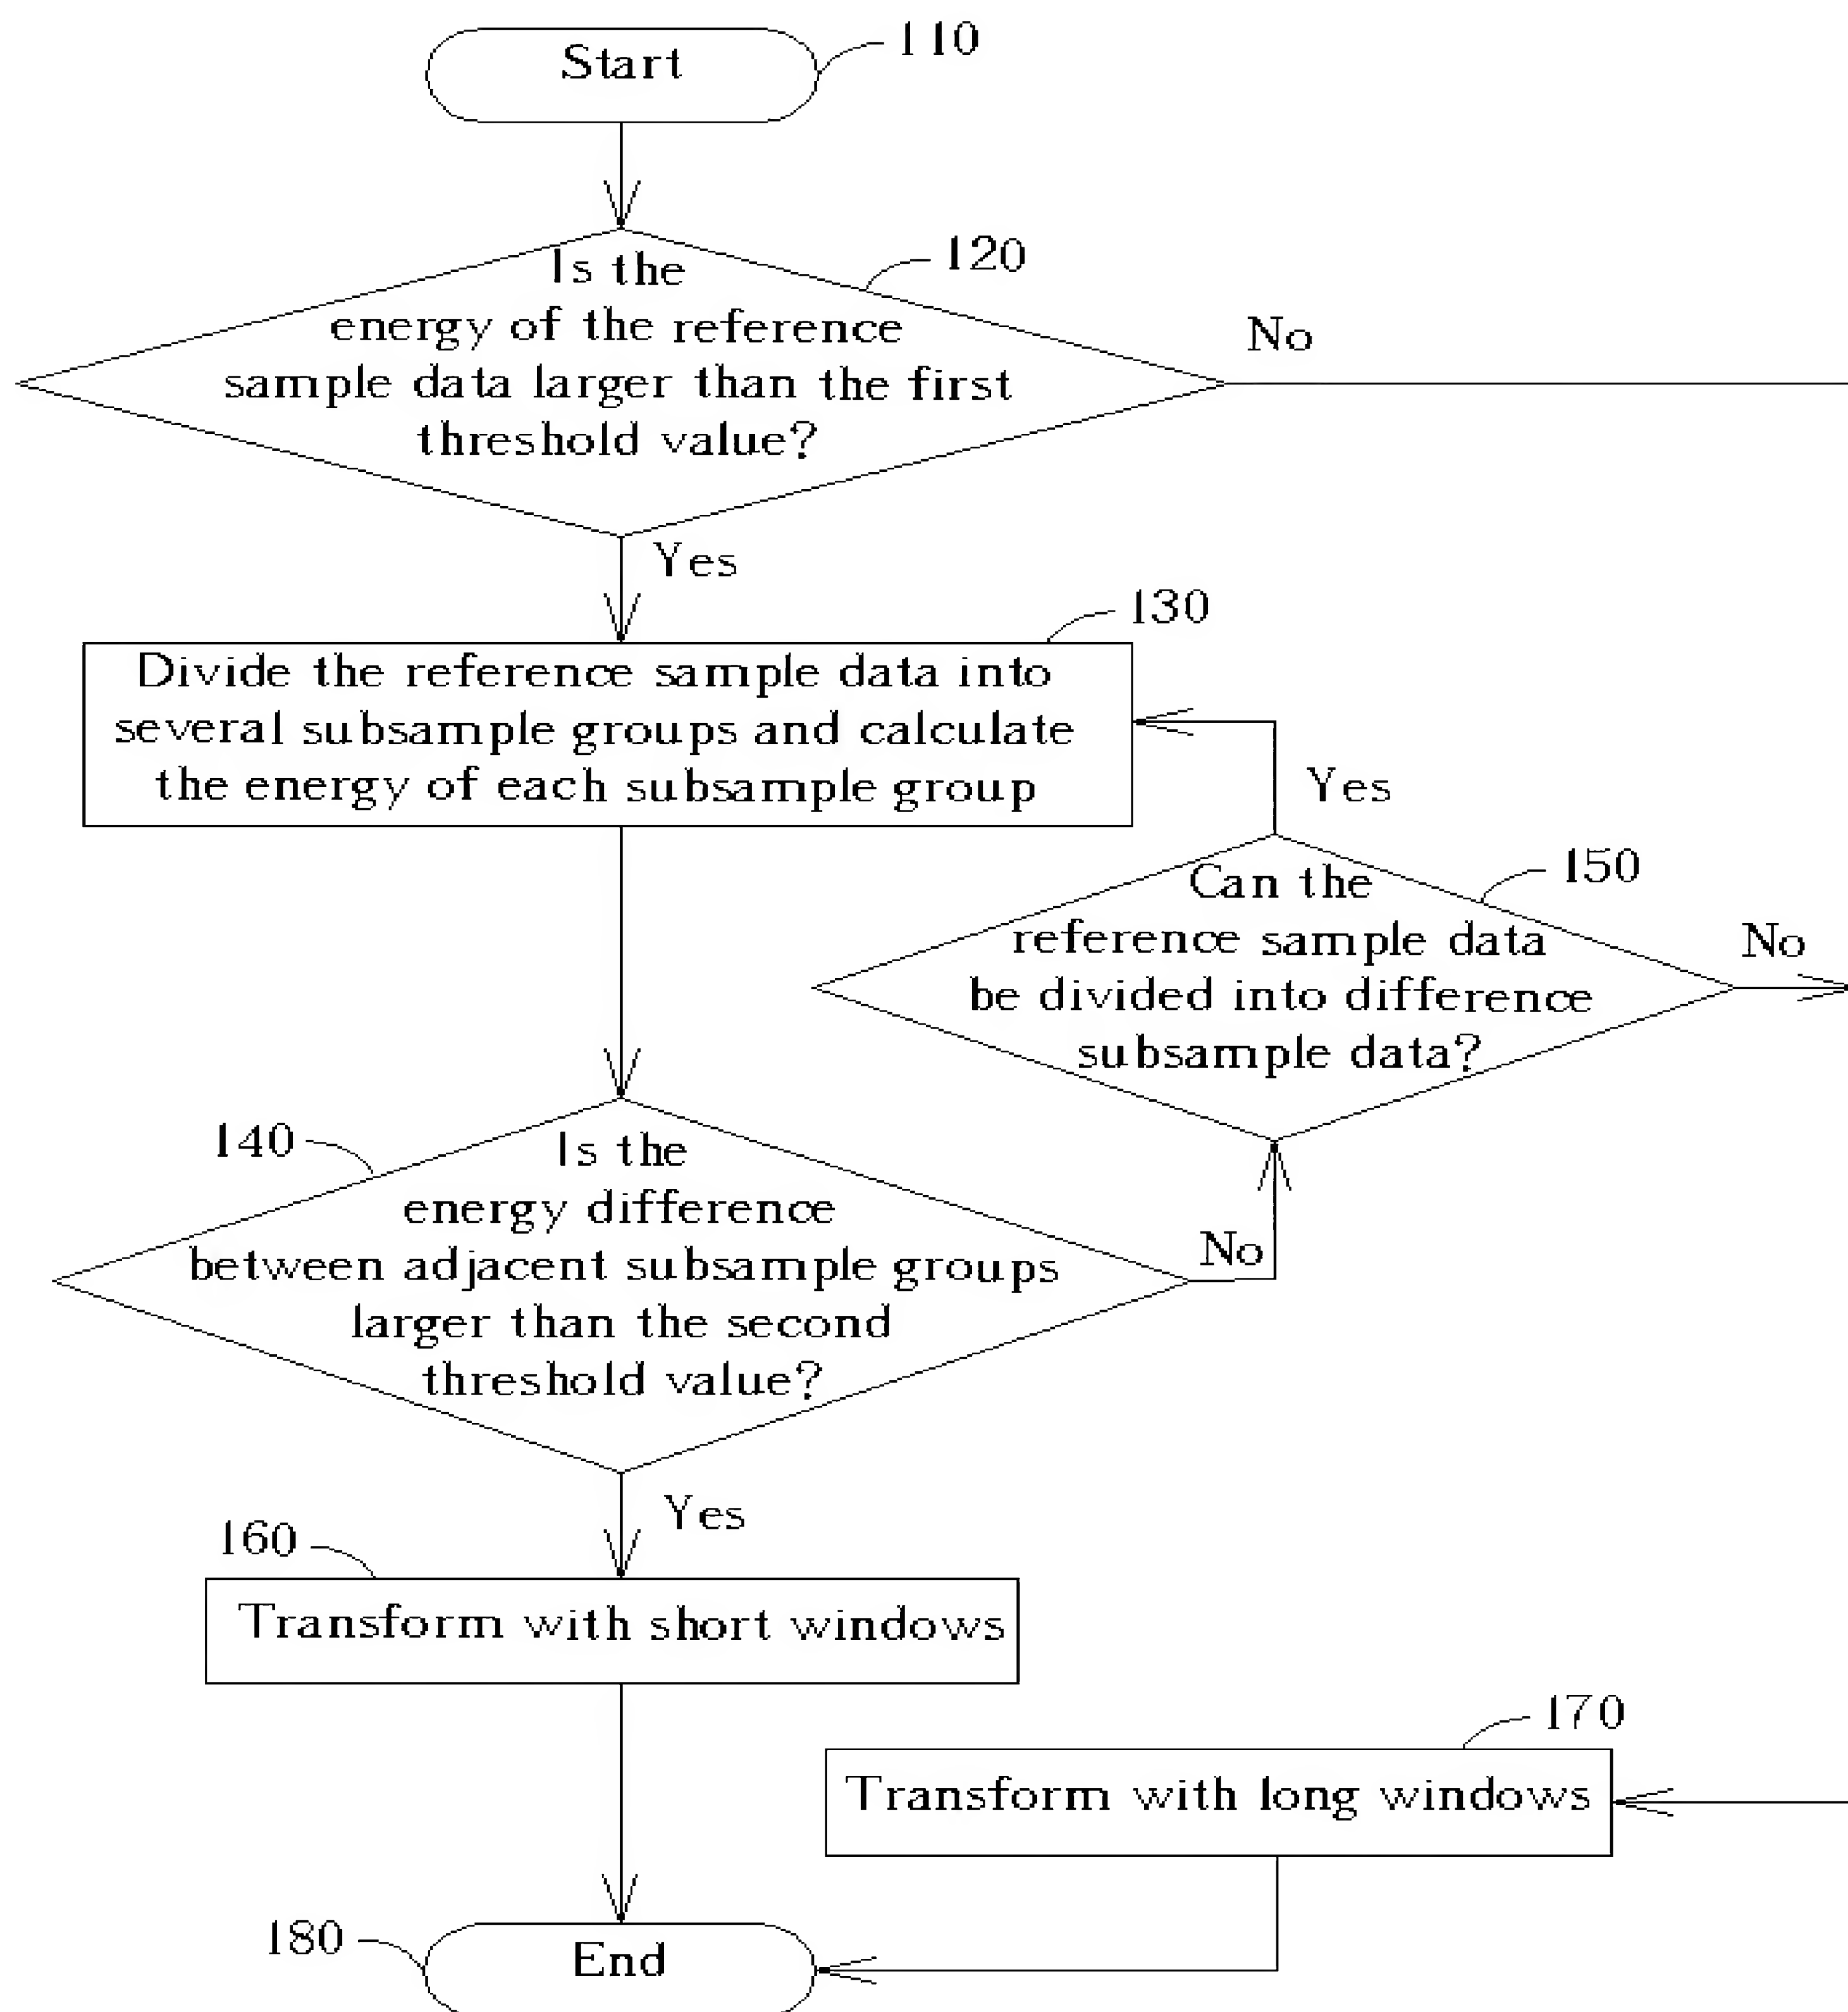 Start
110
Is the
energy of the reference
sample data larger than the first
threshold value?
120
No
Yes
130
Divide the reference sample data into
several subsample groups and calculate
the energy of each subsample group
Yes
Can the
reference sample data
be divided into difference
subsample data?
150
No
140
Is the
energy difference
between adjacent subsample groups
larger than the second
threshold value?
No
Yes
160
Transform with short windows
170
Transform with long windows
180
End